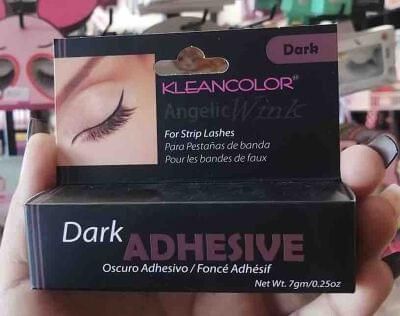 Dark
KLEANCOLOR®
Angelic Wink
For Strip Lashes
Para Pestañas de banda
Pour les bandes de faux
Dark ADHESIVE
Oscuro Adhesivo / Foncé Adhésif
Net Wt. 7gm/0.25oz